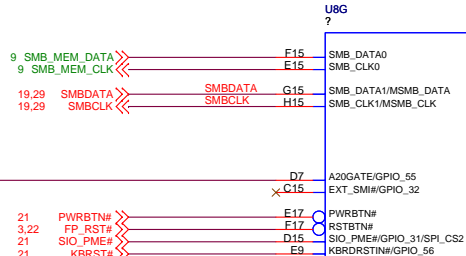 U8G
?
9 SMB_MEM_DATA F15 SMB_DATA0
9 SMB_MEM_CLK E15 SMB_CLK0
19,29 SMBDATA SMBDATA G15 SMB_DATA1/MSMB_DATA
19,29 SMBCLK SMBCLK H15 SMB_CLK1/MSMB_CLK
D7 A20GATE/GPIO_55
C15 EXT_SMI#/GPIO_32
21 PWRBTN# E17 PWRBTN#
3,22 FP_RST# F17 RSTBTN#
21 SIO_PME# D15 SIO_PME#/GPIO_31/SPI_CS2
21 KBRST# E9 KBRDRSTIN#/GPIO_56